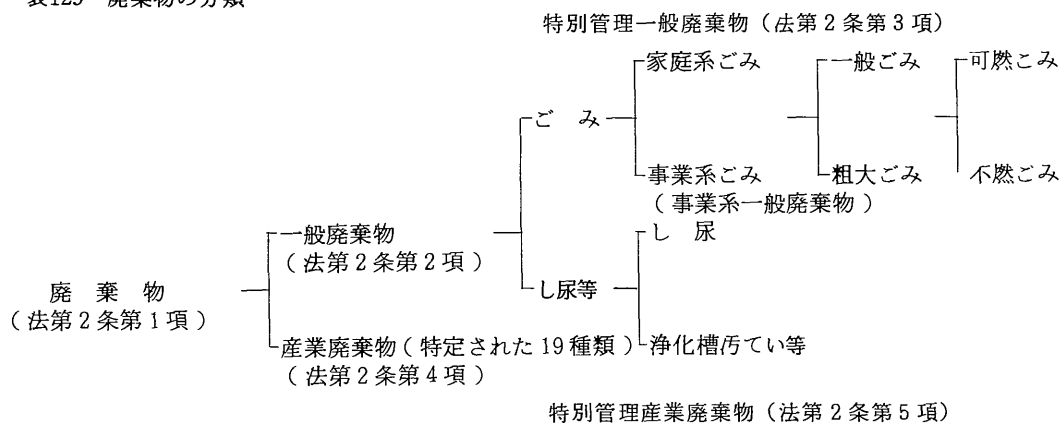 表129 廃棄物の分類
特別管理一般廃棄物（法第2条第3項）
家庭系ごみ 一般ごみ 可燃こみ
ご み
事業系ごみ 粗大ごみ 不燃ごみ
（事業系一般廃棄物）
一般廃棄物 し 尿
（法第2条第2項）
廃 棄 物 し尿等
（法第2条第1項）
産業廃棄物（特定された19種類） 浄化槽汚てい等
（法第2条第4項）
特別管理産業廃棄物（法第2条第5項）